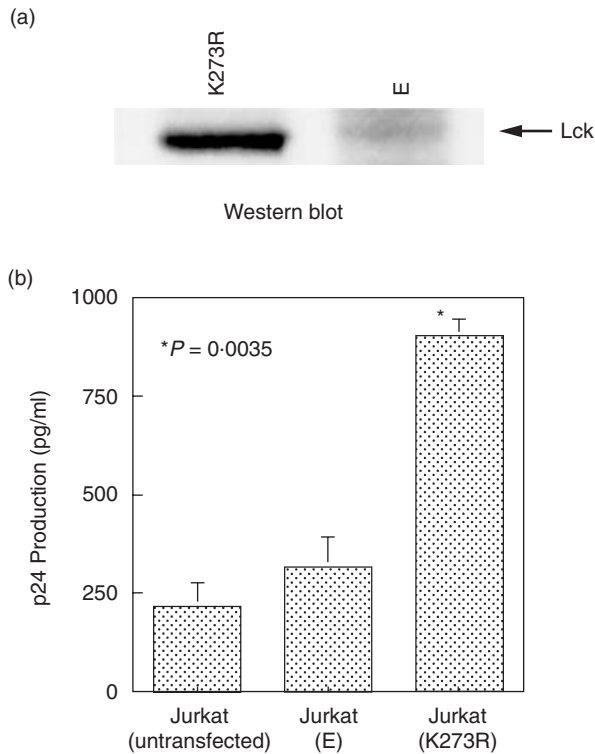 (a)
K273R
E
Lck
Western blot
(b)
1000
750
500
250
0
p24 Production (pg/ml)
*P = 0·0035
*
Jurkat
(untransfected)
Jurkat
(E)
Jurkat
(K273R)